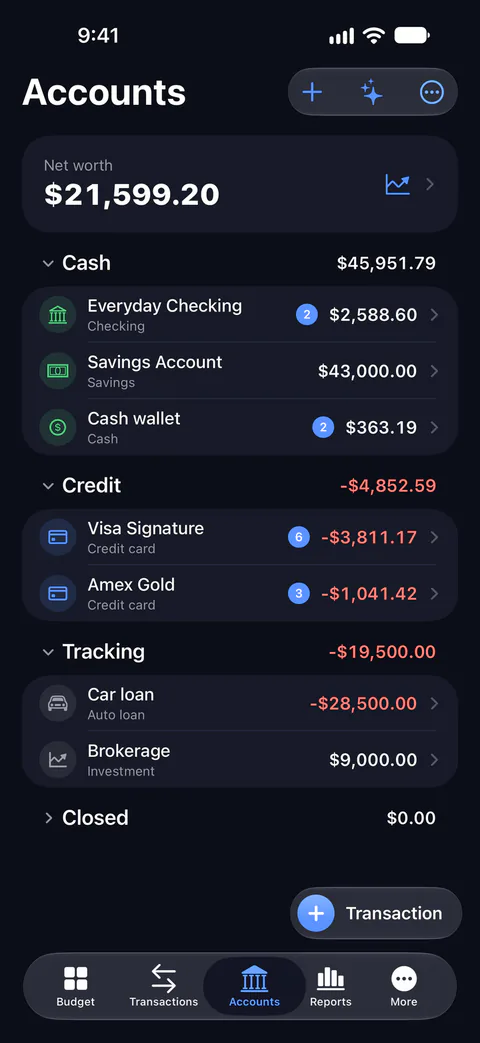 9:41
Accounts
Net worth
$21,599.20
Cash $45,951.79
Everyday Checking 2 $2,588.60
Checking
Savings Account $43,000.00
Savings
Cash wallet 2 $363.19
Cash
Credit -$4,852.59
Visa Signature 6 -$3,811.17
Credit card
Amex Gold 3 -$1,041.42
Credit card
Tracking -$19,500.00
Car loan -$28,500.00
Auto loan
Brokerage $9,000.00
Investment
Closed $0.00
Transaction
Budget Transactions Accounts Reports More